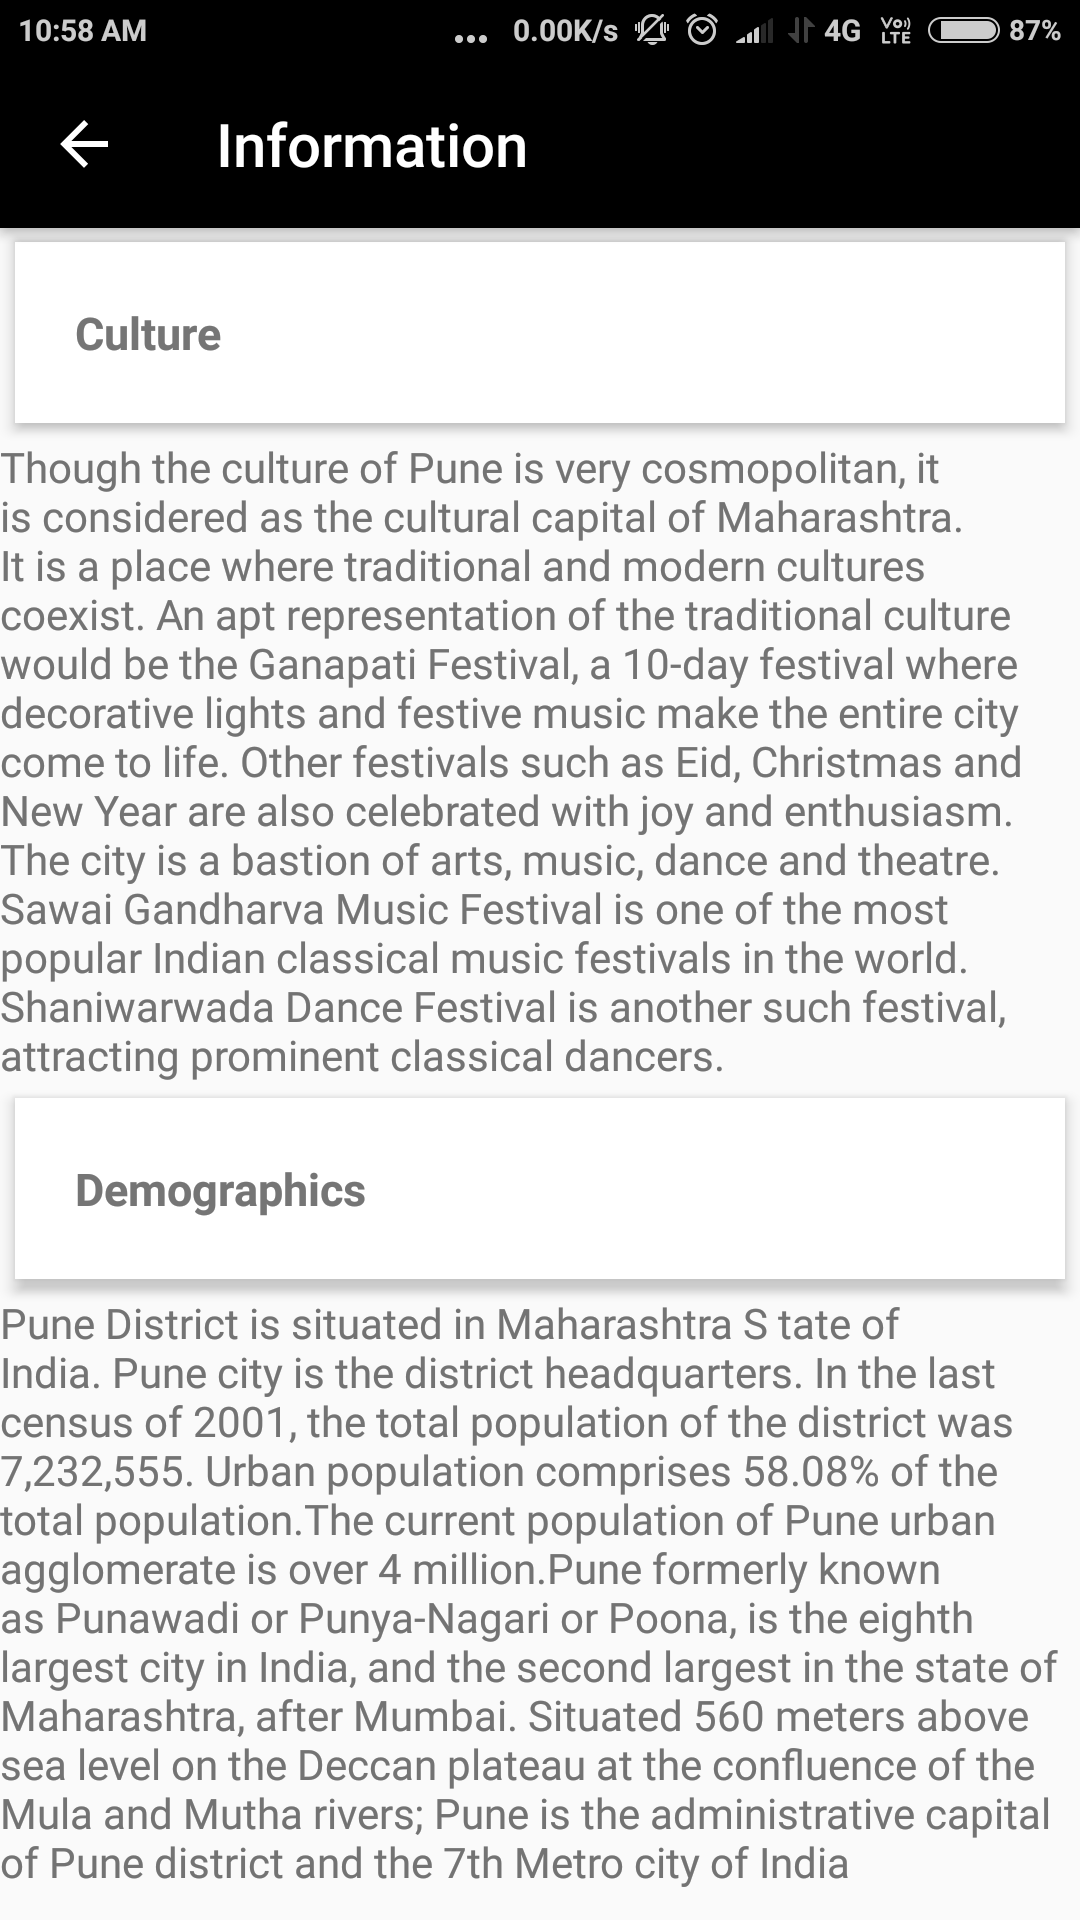 10:58 AM
... 0.00K/s 4G VoLTE 87%
Information
Culture
Though the culture of Pune is very cosmopolitan, it
is considered as the cultural capital of Maharashtra.
It is a place where traditional and modern cultures
coexist. An apt representation of the traditional culture
would be the Ganapati Festival, a 10-day festival where
decorative lights and festive music make the entire city
come to life. Other festivals such as Eid, Christmas and
New Year are also celebrated with joy and enthusiasm.
The city is a bastion of arts, music, dance and theatre.
Sawai Gandharva Music Festival is one of the most
popular Indian classical music festivals in the world.
Shaniwarwada Dance Festival is another such festival,
attracting prominent classical dancers.
Demographics
Pune District is situated in Maharashtra S tate of
India. Pune city is the district headquarters. In the last
census of 2001, the total population of the district was
7,232,555. Urban population comprises 58.08% of the
total population.The current population of Pune urban
agglomerate is over 4 million.Pune formerly known
as Punawadi or Punya-Nagari or Poona, is the eighth
largest city in India, and the second largest in the state of
Maharashtra, after Mumbai. Situated 560 meters above
sea level on the Deccan plateau at the confluence of the
Mula and Mutha rivers; Pune is the administrative capital
of Pune district and the 7th Metro city of India